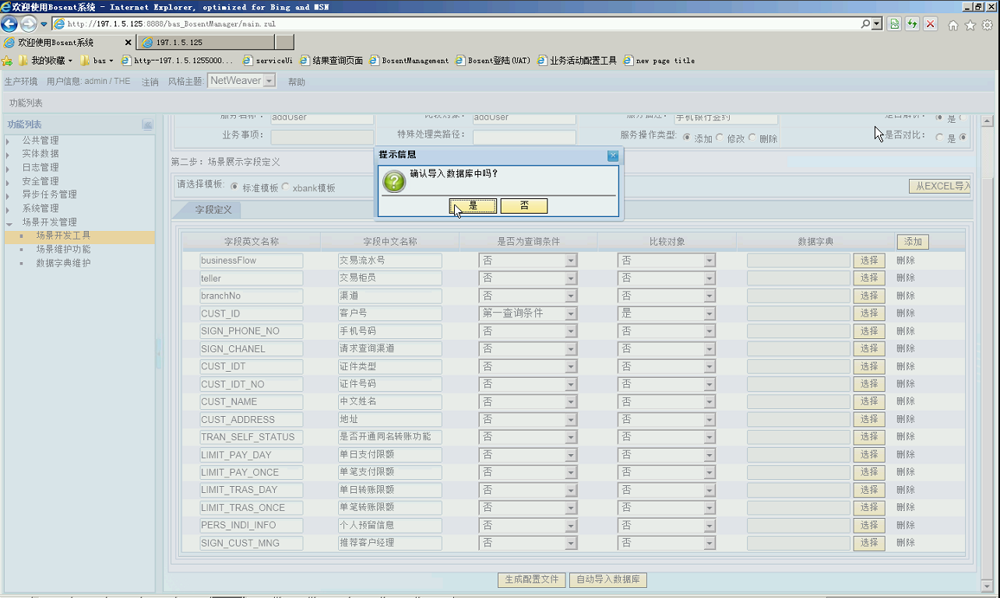 欢迎使用Bosent系统 - Internet Explorer, optimized for Bing and MSN
http://197.1.5.125:8888/bas_BosentManager/main.zul
欢迎使用Bosent系统 197.1.5.125
我的收藏 bas http--197.1.5.1255000... serviceUi 结果查询页面 BosentManagement Bosent登陆(UAT) 业务活动配置工具 new page title
生产环境 用户信息: admin / THE 注销 风格主题: NetWeaver 帮助
功能列表
功能列表
公共管理
实体数据
日志管理
安全管理
异步任务管理
系统管理
场景开发管理
场景开发工具
场景维护功能
数据字典维护
服务名称: addUser 比较对象: addUser 服务描述: 手机银行签约 是否解析: 是
业务事项: 特殊处理类路径: 服务操作类型: 添加 修改 删除 是否对比: 是
第二步：场景展示字段定义
请选择模板: 标准模板 xbank模板 从EXCEL导入
提示信息
确认导入数据库中吗？
是 否
字段定义
字段英文名称 字段中文名称 是否为查询条件 比较对象 数据字典 添加
businessFlow 交易流水号 否 否 选择 删除
teller 交易柜员 否 否 选择 删除
branchNo 渠道 否 否 选择 删除
CUST_ID 客户号 第一查询条件 是 选择 删除
SIGN_PHONE_NO 手机号码 否 否 选择 删除
SIGN_CHANEL 请求查询渠道 否 否 选择 删除
CUST_IDT 证件类型 否 否 选择 删除
CUST_IDT_NO 证件号码 否 否 选择 删除
CUST_NAME 中文姓名 否 否 选择 删除
CUST_ADDRESS 地址 否 否 选择 删除
TRAN_SELF_STATUS 是否开通同名转账功能 否 否 选择 删除
LIMIT_PAY_DAY 单日支付限额 否 否 选择 删除
LIMIT_PAY_ONCE 单笔支付限额 否 否 选择 删除
LIMIT_TRAS_DAY 单日转账限额 否 否 选择 删除
LIMIT_TRAS_ONCE 单笔转账限额 否 否 选择 删除
PERS_INDI_INFO 个人预留信息 否 否 选择 删除
SIGN_CUST_MNG 推荐客户经理 否 否 选择 删除
生成配置文件 自动导入数据库